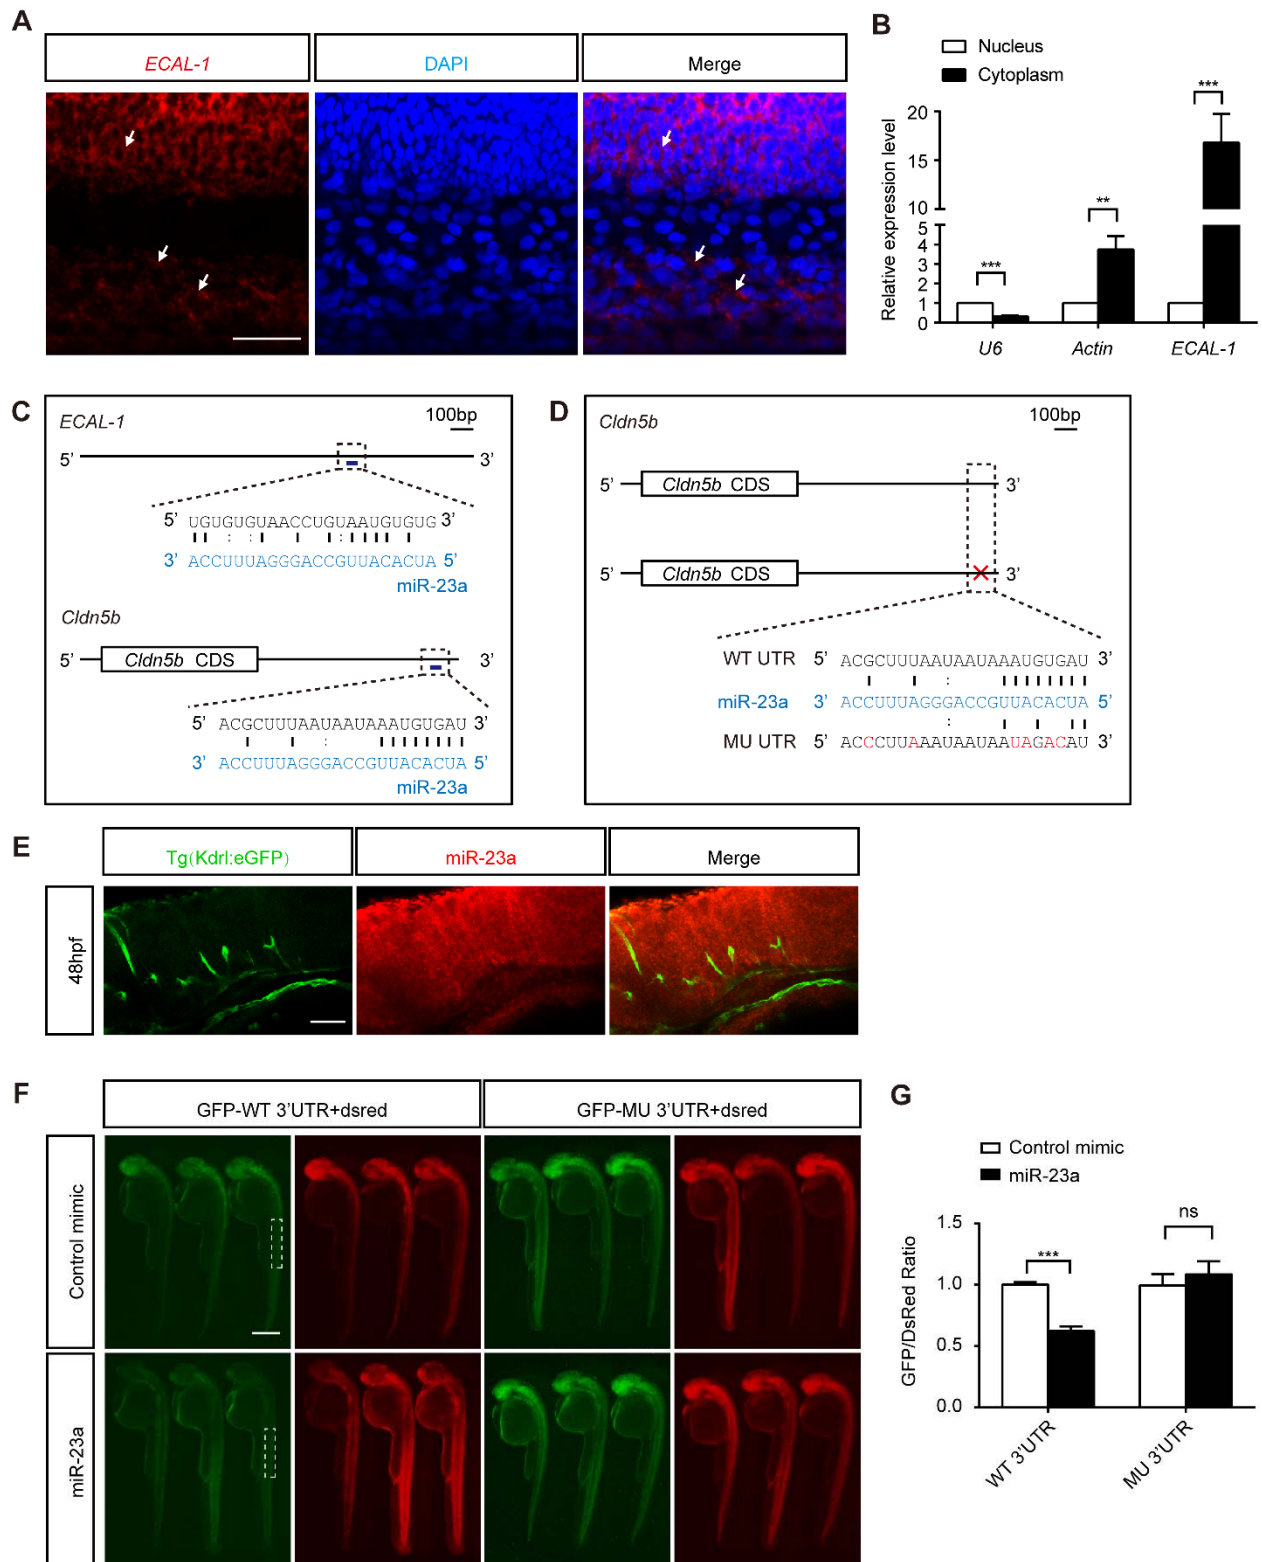 A
ECAL-1
DAPI
Merge
B
Nucleus
Cytoplasm
Relative expression level
20
15
10
5
4
3
2
1
0
***
**
***
U6
Actin
ECAL-1
C
ECAL-1
100bp
5’
3’
5’ UGUGUGUAACCUGUAAUGUGUG 3’
3’ ACCUUUAGGGACCGUUACACUA 5’
miR-23a
Cldn5b
5’ Cldn5b CDS 3’
5’ ACGCUUUAAUAAUAAAUGUGAU 3’
3’ ACCUUUAGGGACCGUUACACUA 5’
miR-23a
D
Cldn5b
100bp
5’ Cldn5b CDS 3’
5’ Cldn5b CDS 3’
WT UTR 5’ ACGCUUUAAUAAUAAAUGUGAU 3’
miR-23a 3’ ACCUUUAGGGACCGUUACACUA 5’
MU UTR 5’ ACCCUUAAAUAAUAAUAGACAU 3’
E
Tg(Kdrl:eGFP)
miR-23a
Merge
48hpf
F
GFP-WT 3’UTR+dsred
GFP-MU 3’UTR+dsred
Control mimic
miR-23a
G
Control mimic
miR-23a
GFP/DsRed Ratio
1.5
1.0
0.5
0.0
***
ns
WT 3’UTR
MU 3’UTR